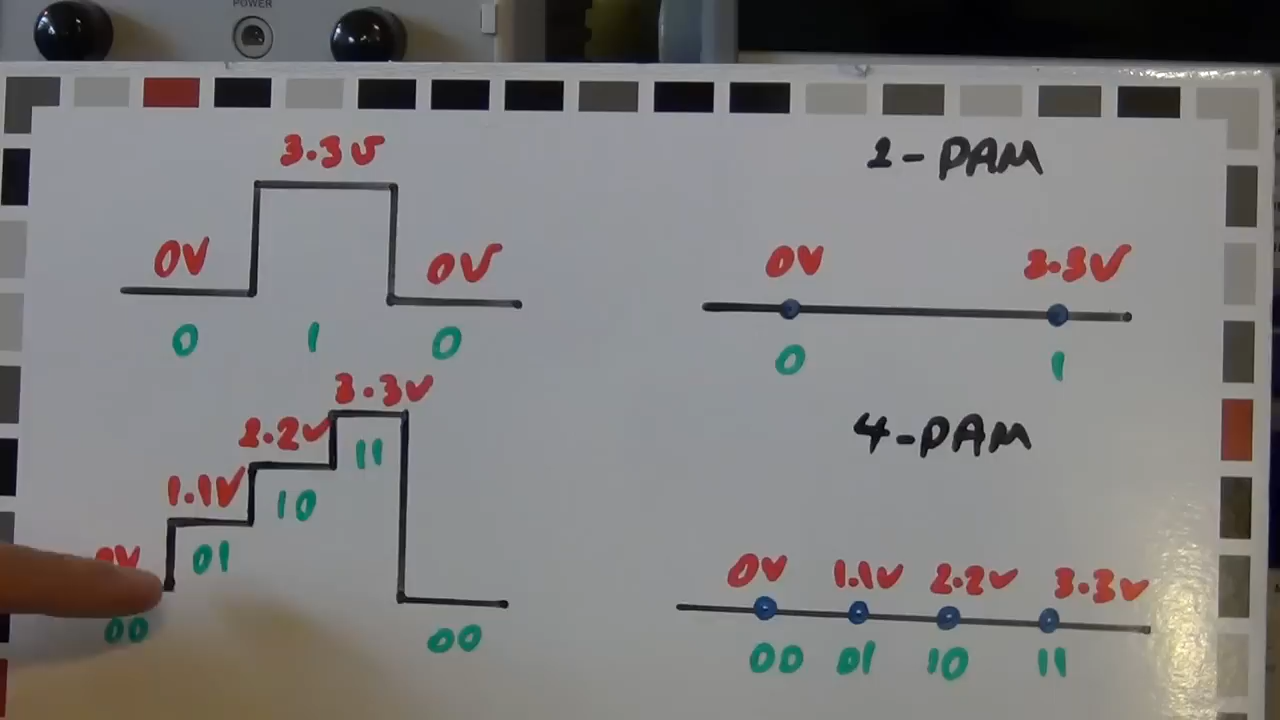 POWER
3.3V
0V
0V
0 1 0
3.3V
2.2V
11
1.1V
10
0V
01
00
00
2-PAM
0V 3.3V
0 1
4-PAM
0V 1.1V 2.2V 3.3V
00 01 10 11